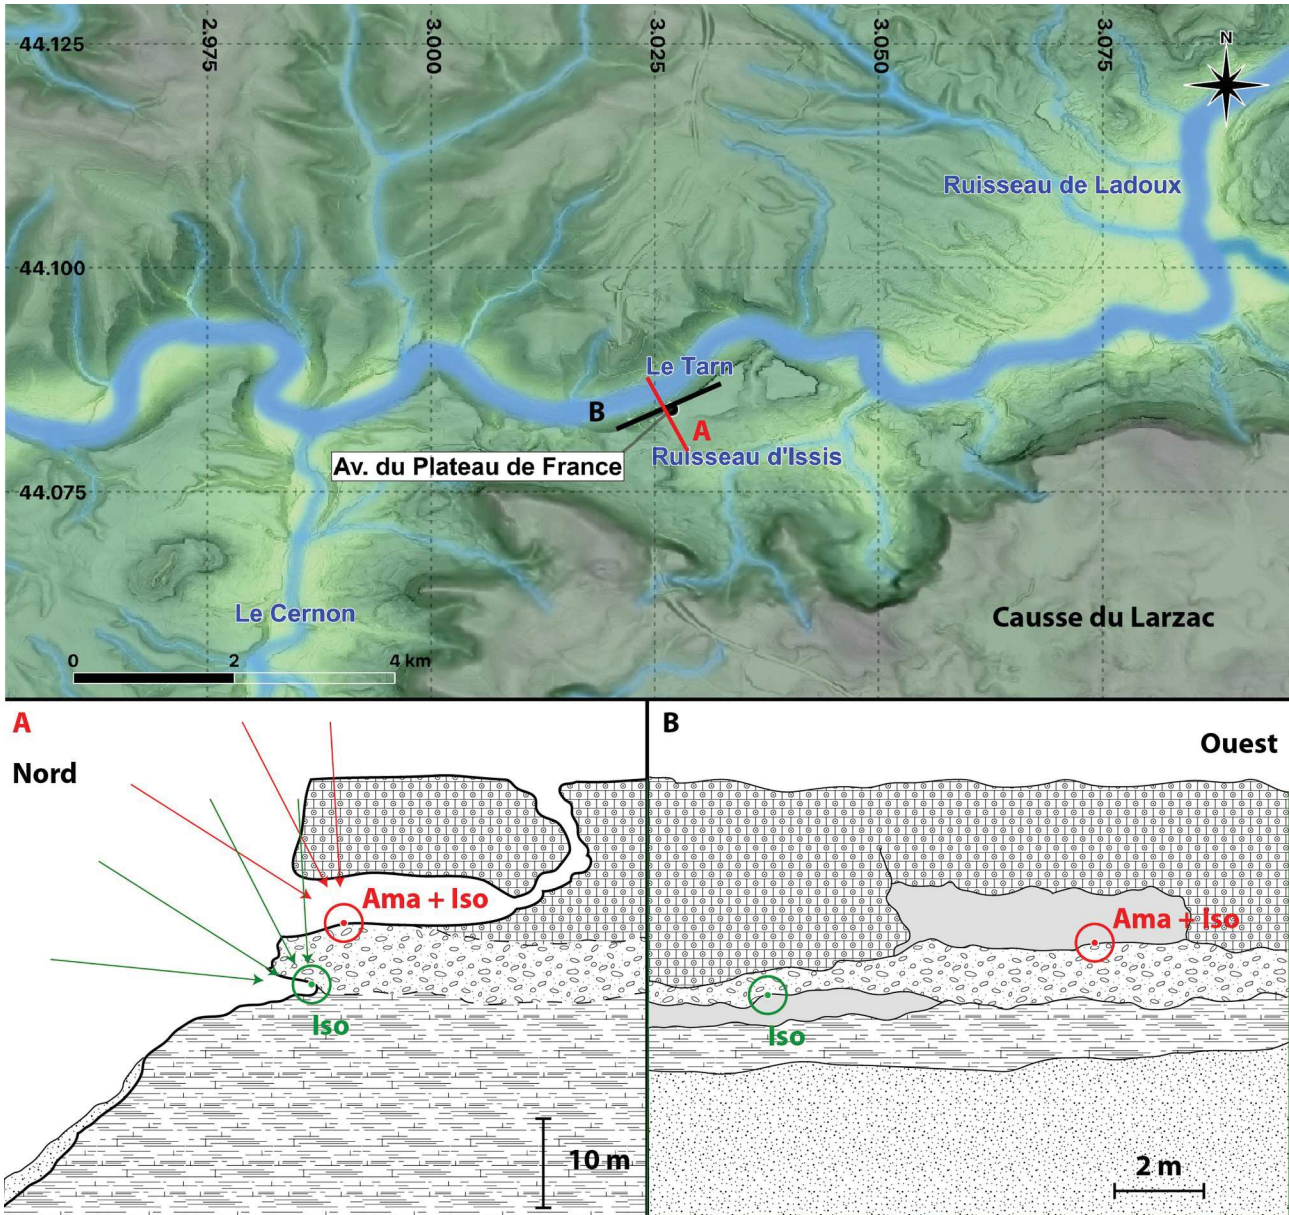 2.975
3.000
3.025
3.050
3.075
N
44.125
Ruisseau de Ladoux
44.100
Le Tarn
B
A
Ruisseau d'Issis
Av. du Plateau de France
44.075
Le Cernon
Causse du Larzac
0 2 4 km
A
Nord
Ama + Iso
Iso
10 m
B
Ouest
Ama + Iso
Iso
2 m